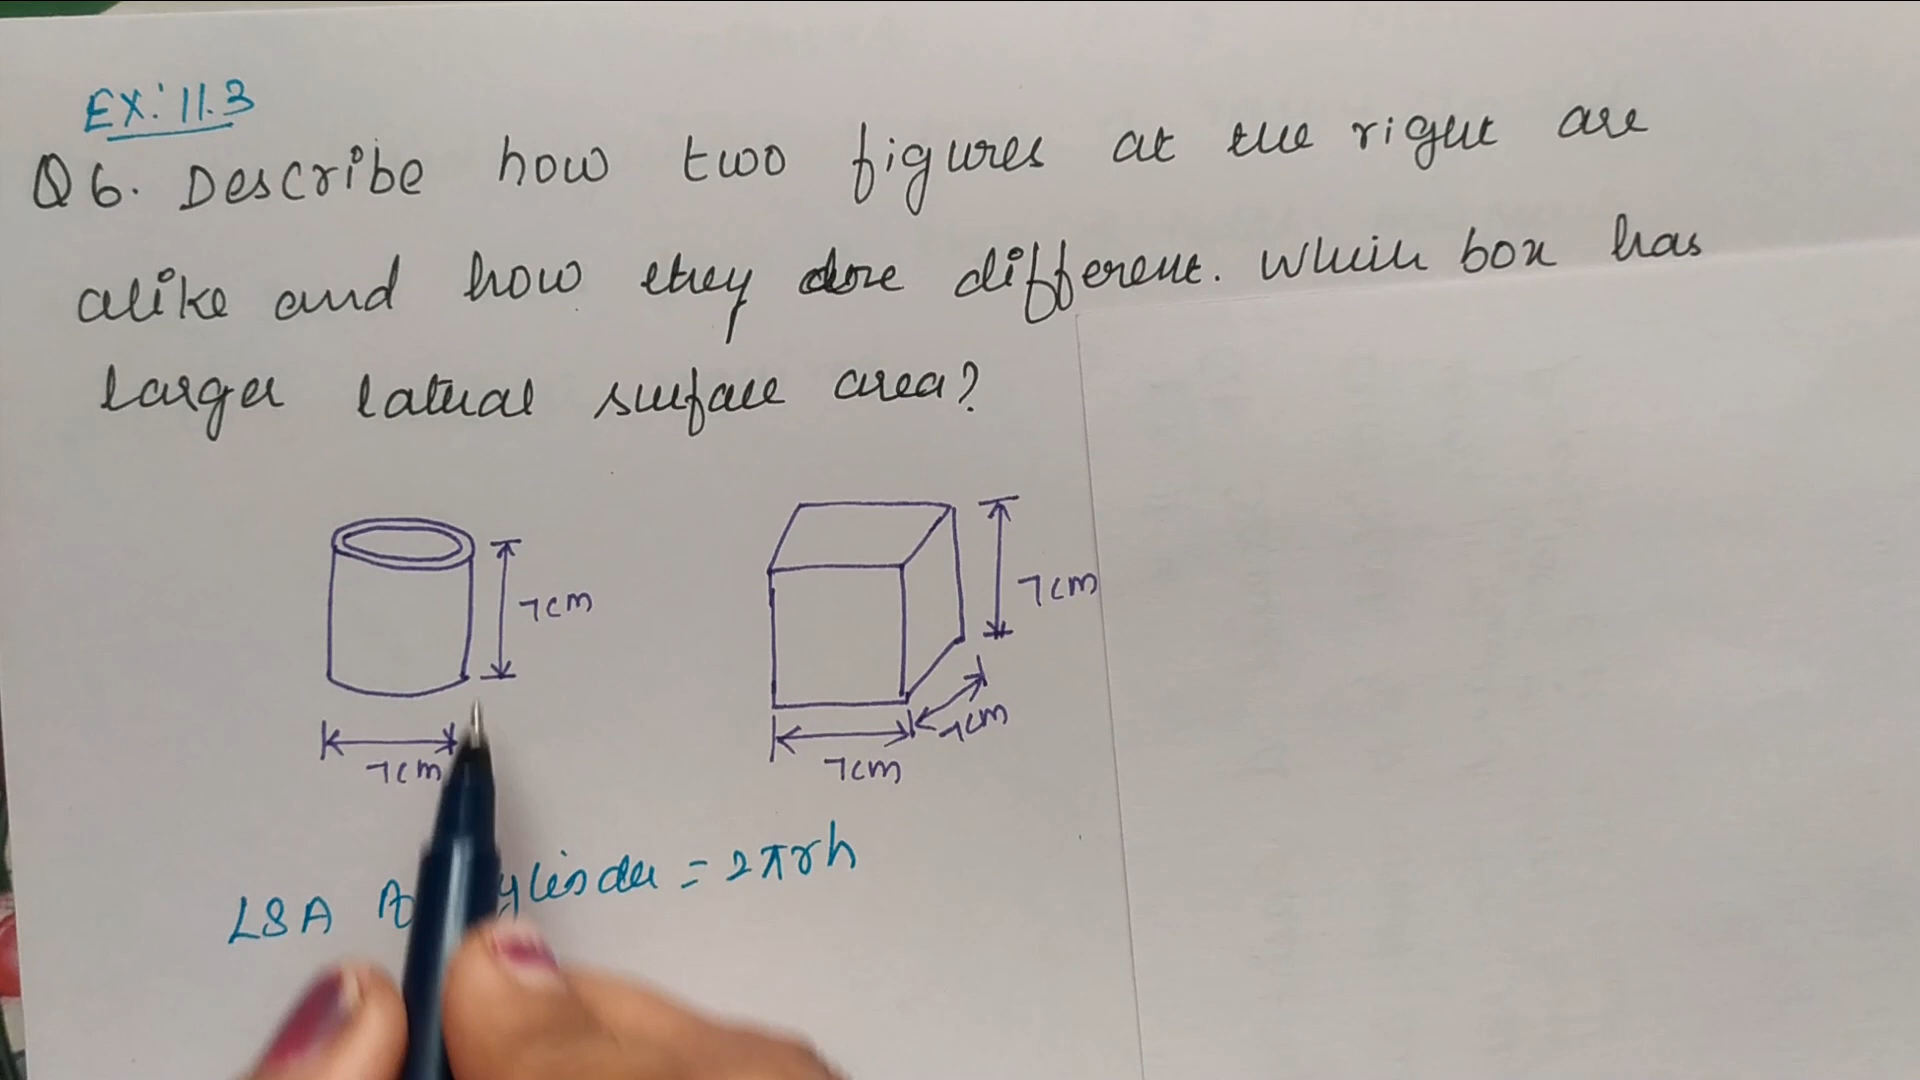 EX: 11.3
Q6. Describe how two figures at the right are
alike and how they are different. Which box has
larger lateral surface area?
7cm
7cm
7cm
7cm
7cm
LSA = 2πrh